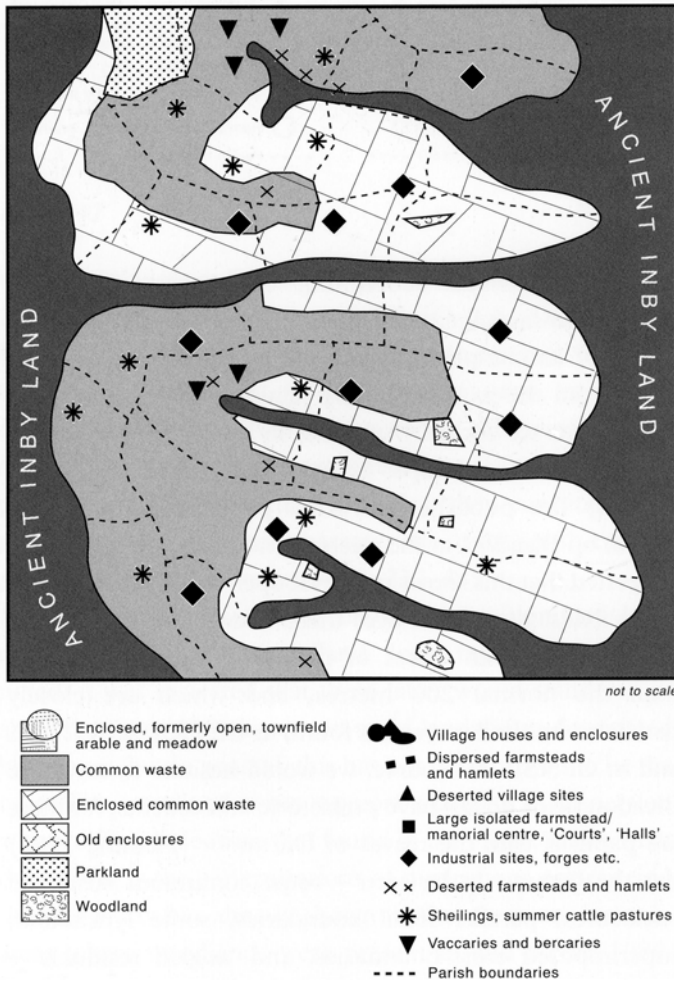 ANCIENT INBY LAND
ANCIENT INBY LAND
not to scale
Enclosed, formerly open, townfield
arable and meadow
Common waste
Enclosed common waste
Old enclosures
Parkland
Woodland
Village houses and enclosures
Dispersed farmsteads
and hamlets
Deserted village sites
Large isolated farmstead/
manorial centre, ‘Courts’, ‘Halls’
Industrial sites, forges etc.
Deserted farmsteads and hamlets
Sheilings, summer cattle pastures
Vaccaries and bercaries
Parish boundaries